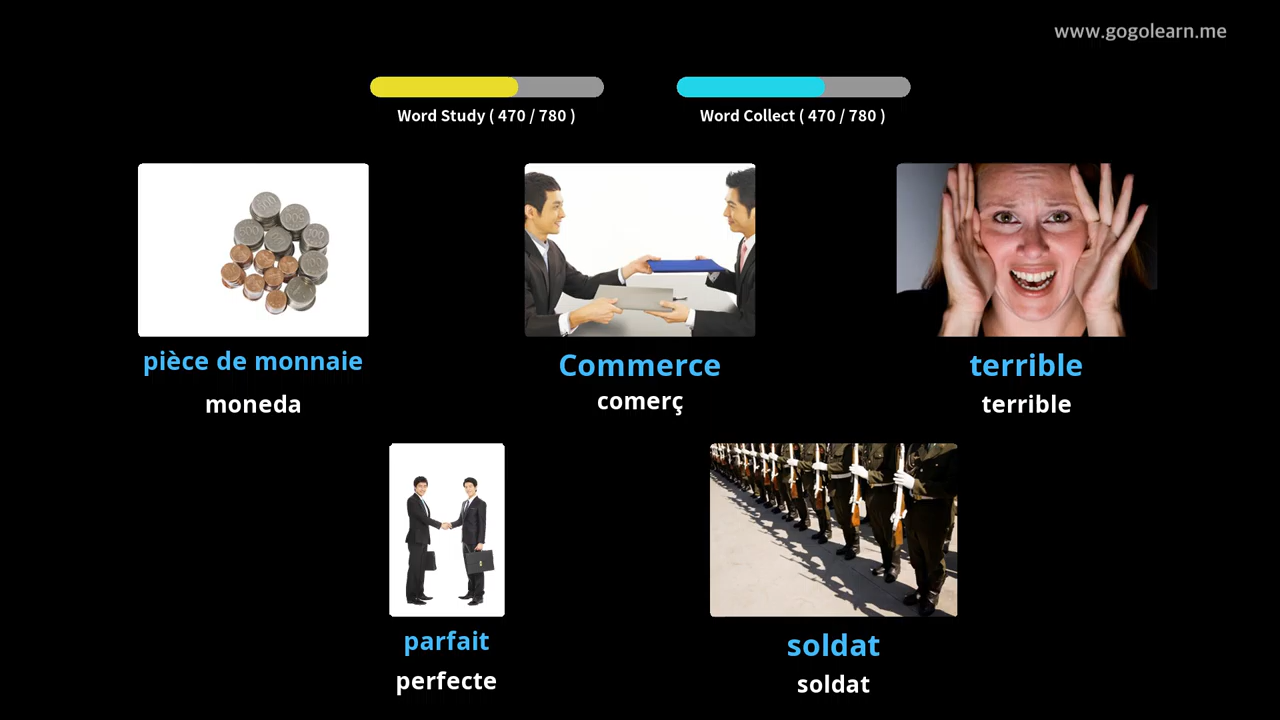 www.gogolearn.me
Word Study ( 470 / 780 )
Word Collect ( 470 / 780 )
pièce de monnaie
moneda
Commerce
comerç
terrible
terrible
parfait
perfecte
soldat
soldat